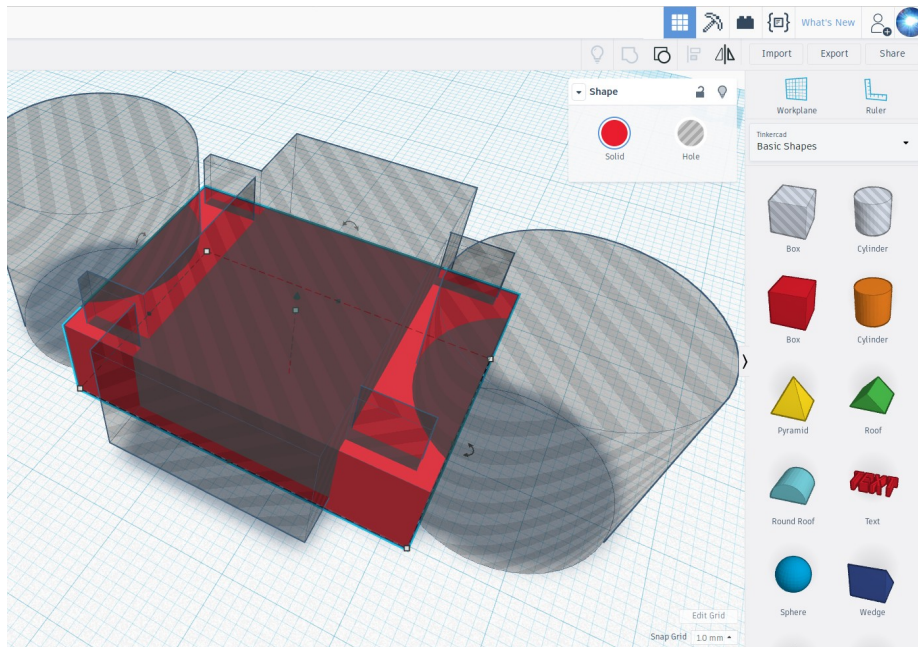 What's New
Import
Export
Share
Shape
Solid
Hole
Workplane
Ruler
Tinkercad
Basic Shapes
Box
Cylinder
Box
Cylinder
Pyramid
Roof
Round Roof
Text
TEXT
Sphere
Wedge
Edit Grid
Snap Grid
1.0 mm